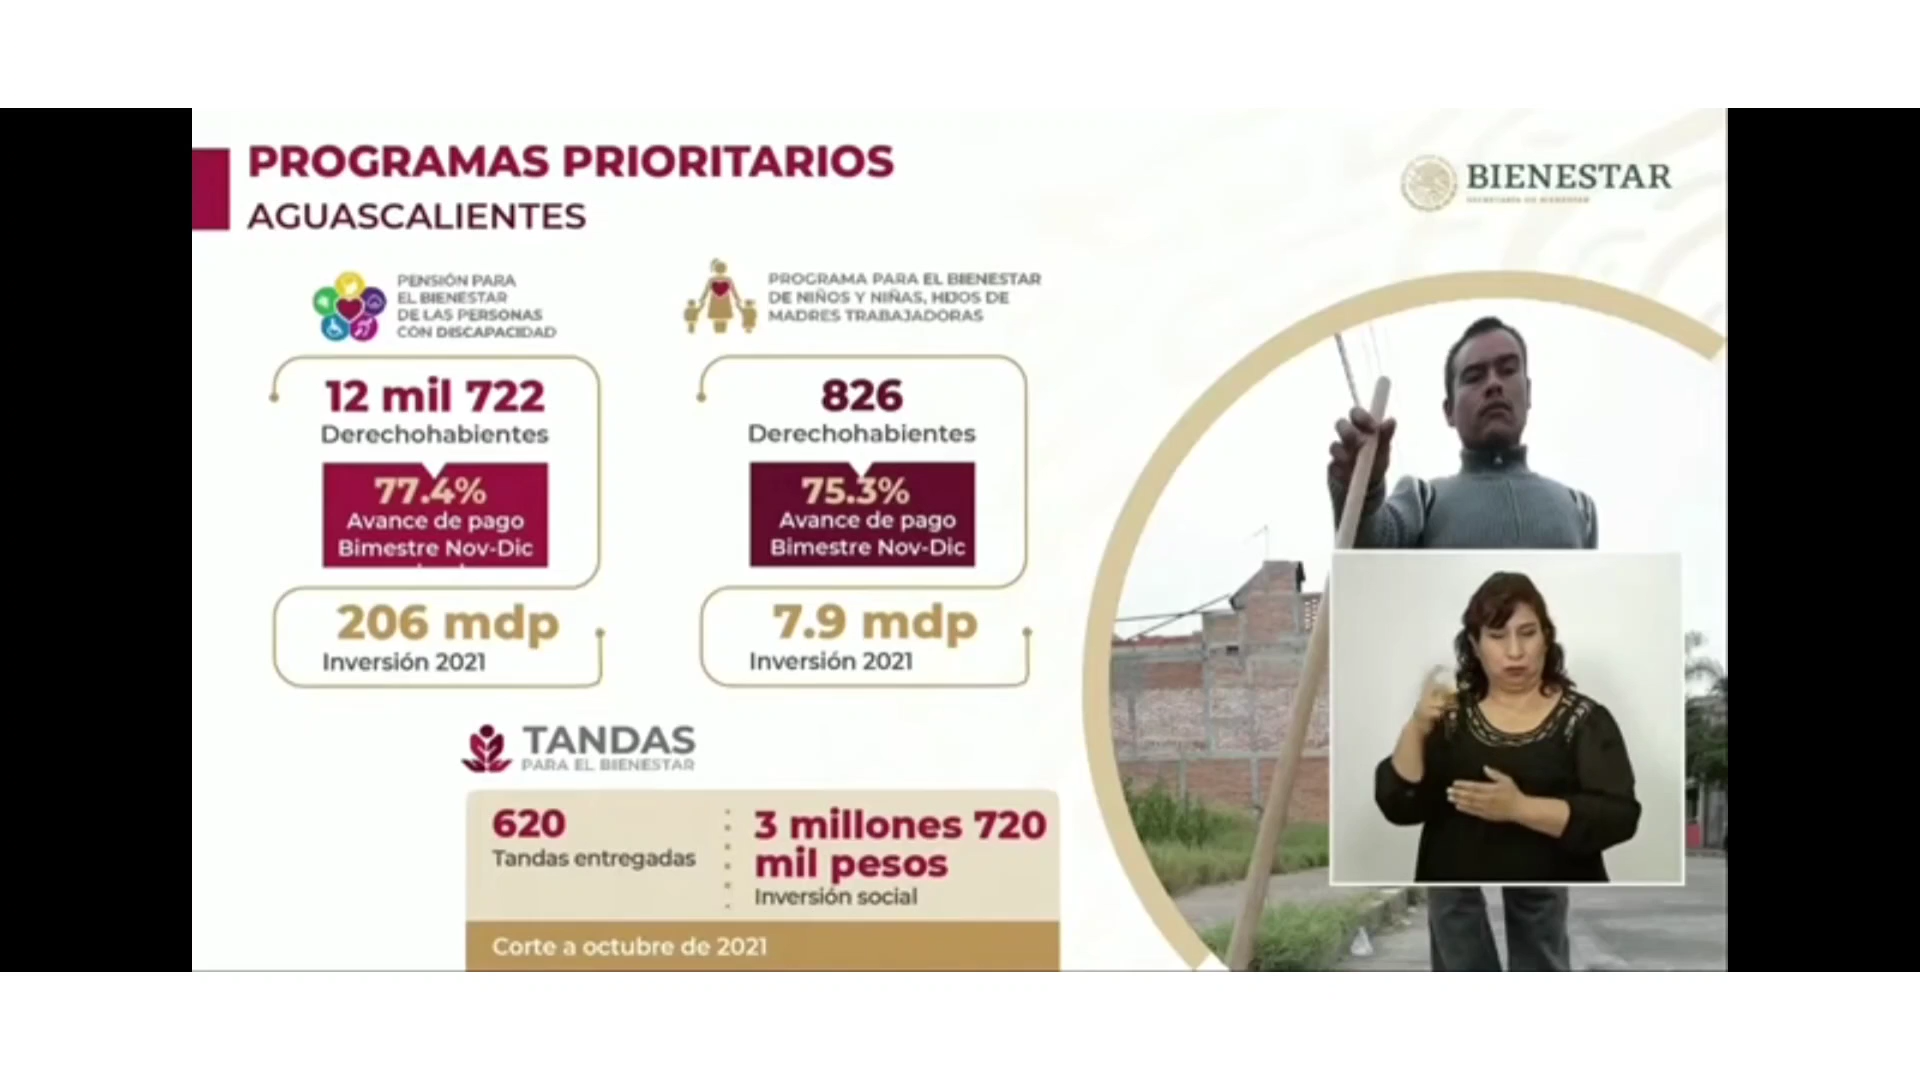 PROGRAMAS PRIORITARIOS
AGUASCALIENTES
BIENESTAR
SECRETARÍA DE BIENESTAR
PENSIÓN PARA
EL BIENESTAR
DE LAS PERSONAS
CON DISCAPACIDAD
12 mil 722
Derechohabientes
77.4%
Avance de pago
Bimestre Nov-Dic
206 mdp
Inversión 2021
PROGRAMA PARA EL BIENESTAR
DE NIÑOS Y NIÑAS, HIJOS DE
MADRES TRABAJADORAS
826
Derechohabientes
75.3%
Avance de pago
Bimestre Nov-Dic
7.9 mdp
Inversión 2021
TANDAS
PARA EL BIENESTAR
620
Tandas entregadas
3 millones 720
mil pesos
Inversión social
Corte a octubre de 2021